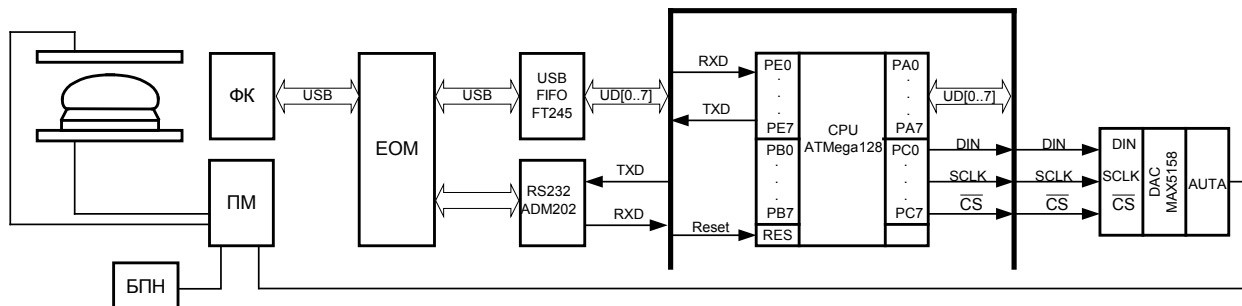 ФК
USB
ЕОМ
USB
USB
FIFO
FT245
UD[0..7]
RXD
TXD
PE0
.
.
.
PE7
PB0
.
.
.
PB7
RES
CPU
ATMega128
PA0
.
.
.
PA7
PC0
.
.
.
PC7
UD[0..7]
DIN
SCLK
CS
DIN
SCLK
CS
DIN
SCLK
CS
DAC
MAX5158
AUTA
ПМ
RS232
ADM202
TXD
RXD
Reset
БПН